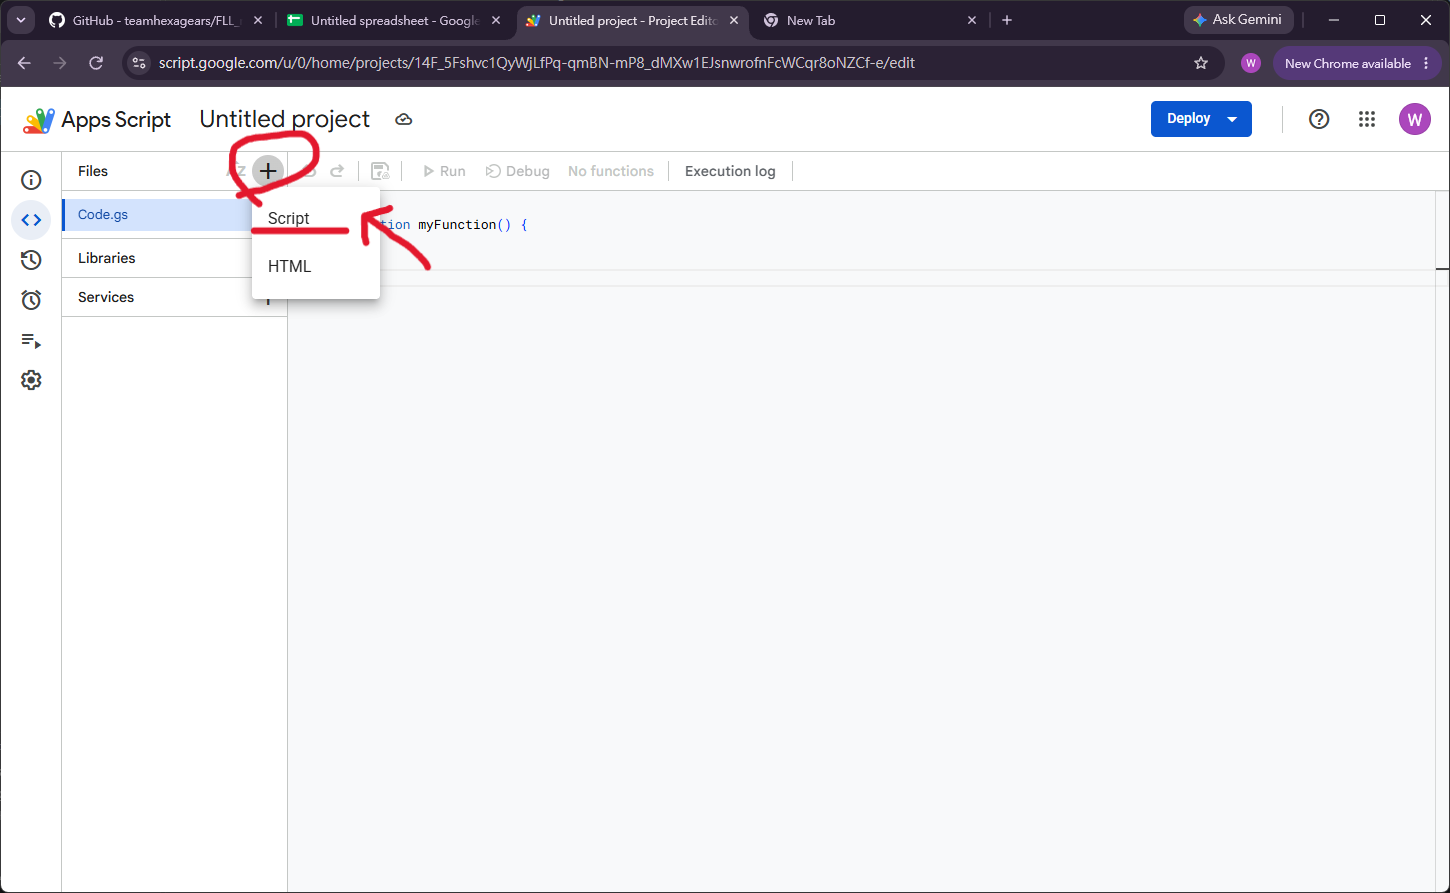 GitHub - teamhexagears/FLL_
Untitled spreadsheet - Google
Untitled project - Project Edito
New Tab
Ask Gemini
script.google.com/u/0/home/projects/14F_5Fshvc1QyWjLfPq-qmBN-mP8_dMXw1EJsnwrofnFcWCqr8oNZCf-e/edit
W
New Chrome available
Apps Script
Untitled project
Deploy
W
Files
Run
Debug
No functions
Execution log
Code.gs
Script
tion myFunction() {
Libraries
HTML
Services